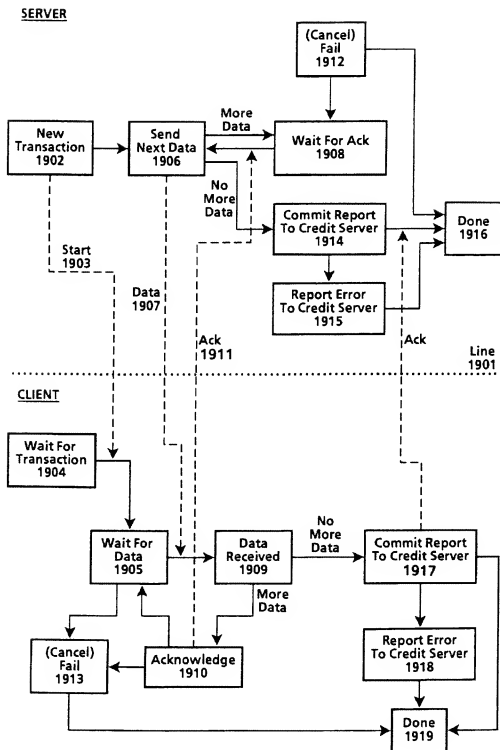 SERVER
(Cancel)
Fail
1912
More
Data
New
Transaction
1902
Send
Next Data
1906
Wait For Ack
1908
No
More
Data
Commit Report
To Credit Server
1914
Done
1916
Start
1903
Data
1907
Report Error
To Credit Server
1915
Ack
1911
Ack
Line
1901
CLIENT
Wait For
Transaction
1904
Wait For
Data
1905
Data
Received
1909
No
More
Data
Commit Report
To Credit Server
1917
More
Data
(Cancel)
Fail
1913
Acknowledge
1910
Report Error
To Credit Server
1918
Done
1919